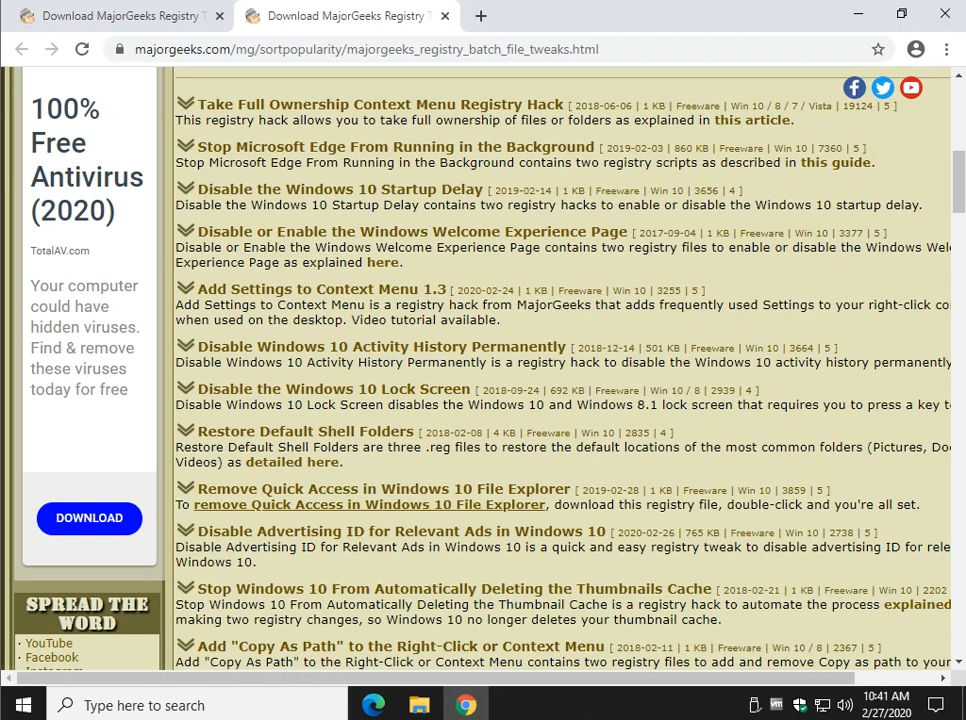 Download MajorGeeks Registry T
Download MajorGeeks Registry T
majorgeeks.com/mg/sortpopularity/majorgeeks_registry_batch_file_tweaks.html
100%
Free
Antivirus
(2020)
TotalAV.com
Your computer
could have
hidden viruses.
Find & remove
these viruses
today for free
DOWNLOAD
SPREAD THE
WORD
· YouTube
· Facebook
Take Full Ownership Context Menu Registry Hack [ 2018-06-06 | 1 KB | Freeware | Win 10 / 8 / 7 / Vista | 19124 | 5 ]
This registry hack allows you to take full ownership of files or folders as explained in this article.
Stop Microsoft Edge From Running in the Background [ 2019-02-03 | 860 KB | Freeware | Win 10 | 7360 | 5 ]
Stop Microsoft Edge From Running in the Background contains two registry scripts as described in this guide.
Disable the Windows 10 Startup Delay [ 2019-02-14 | 1 KB | Freeware | Win 10 | 3656 | 4 ]
Disable the Windows 10 Startup Delay contains two registry hacks to enable or disable the Windows 10 startup delay.
Disable or Enable the Windows Welcome Experience Page [ 2017-09-04 | 1 KB | Freeware | Win 10 | 3377 | 5 ]
Disable or Enable the Windows Welcome Experience Page contains two registry files to enable or disable the Windows Wel
Experience Page as explained here.
Add Settings to Context Menu 1.3 [ 2020-02-24 | 1 KB | Freeware | Win 10 | 3255 | 5 ]
Add Settings to Context Menu is a registry hack from MajorGeeks that adds frequently used Settings to your right-click co
when used on the desktop. Video tutorial available.
Disable Windows 10 Activity History Permanently [ 2018-12-14 | 501 KB | Freeware | Win 10 | 3664 | 5 ]
Disable Windows 10 Activity History Permanently is a registry hack to disable the Windows 10 activity history permanently
Disable the Windows 10 Lock Screen [ 2018-09-24 | 692 KB | Freeware | Win 10 / 8 | 2939 | 4 ]
Disable Windows 10 Lock Screen disables the Windows 10 and Windows 8.1 lock screen that requires you to press a key t
Restore Default Shell Folders [ 2018-02-08 | 4 KB | Freeware | Win 10 | 2835 | 4 ]
Restore Default Shell Folders are three .reg files to restore the default locations of the most common folders (Pictures, Do
Videos) as detailed here.
Remove Quick Access in Windows 10 File Explorer [ 2019-02-28 | 1 KB | Freeware | Win 10 | 3859 | 5 ]
To remove Quick Access in Windows 10 File Explorer, download this registry file, double-click and you're all set.
Disable Advertising ID for Relevant Ads in Windows 10 [ 2020-02-26 | 765 KB | Freeware | Win 10 | 2738 | 5 ]
Disable Advertising ID for Relevant Ads in Windows 10 is a quick and easy registry tweak to disable advertising ID for rele
Windows 10.
Stop Windows 10 From Automatically Deleting the Thumbnails Cache [ 2018-02-21 | 1 KB | Freeware | Win 10 | 2202
Stop Windows 10 From Automatically Deleting the Thumbnail Cache is a registry hack to automate the process explained
making two registry changes, so Windows 10 no longer deletes your thumbnail cache.
Add "Copy As Path" to the Right-Click or Context Menu [ 2018-02-11 | 1 KB | Freeware | Win 10 / 8 | 2367 | 5 ]
Add "Copy As Path" to the Right-Click or Context Menu contains two registry files to add and remove Copy as path to your
Type here to search
vm
10:41 AM
2/27/2020